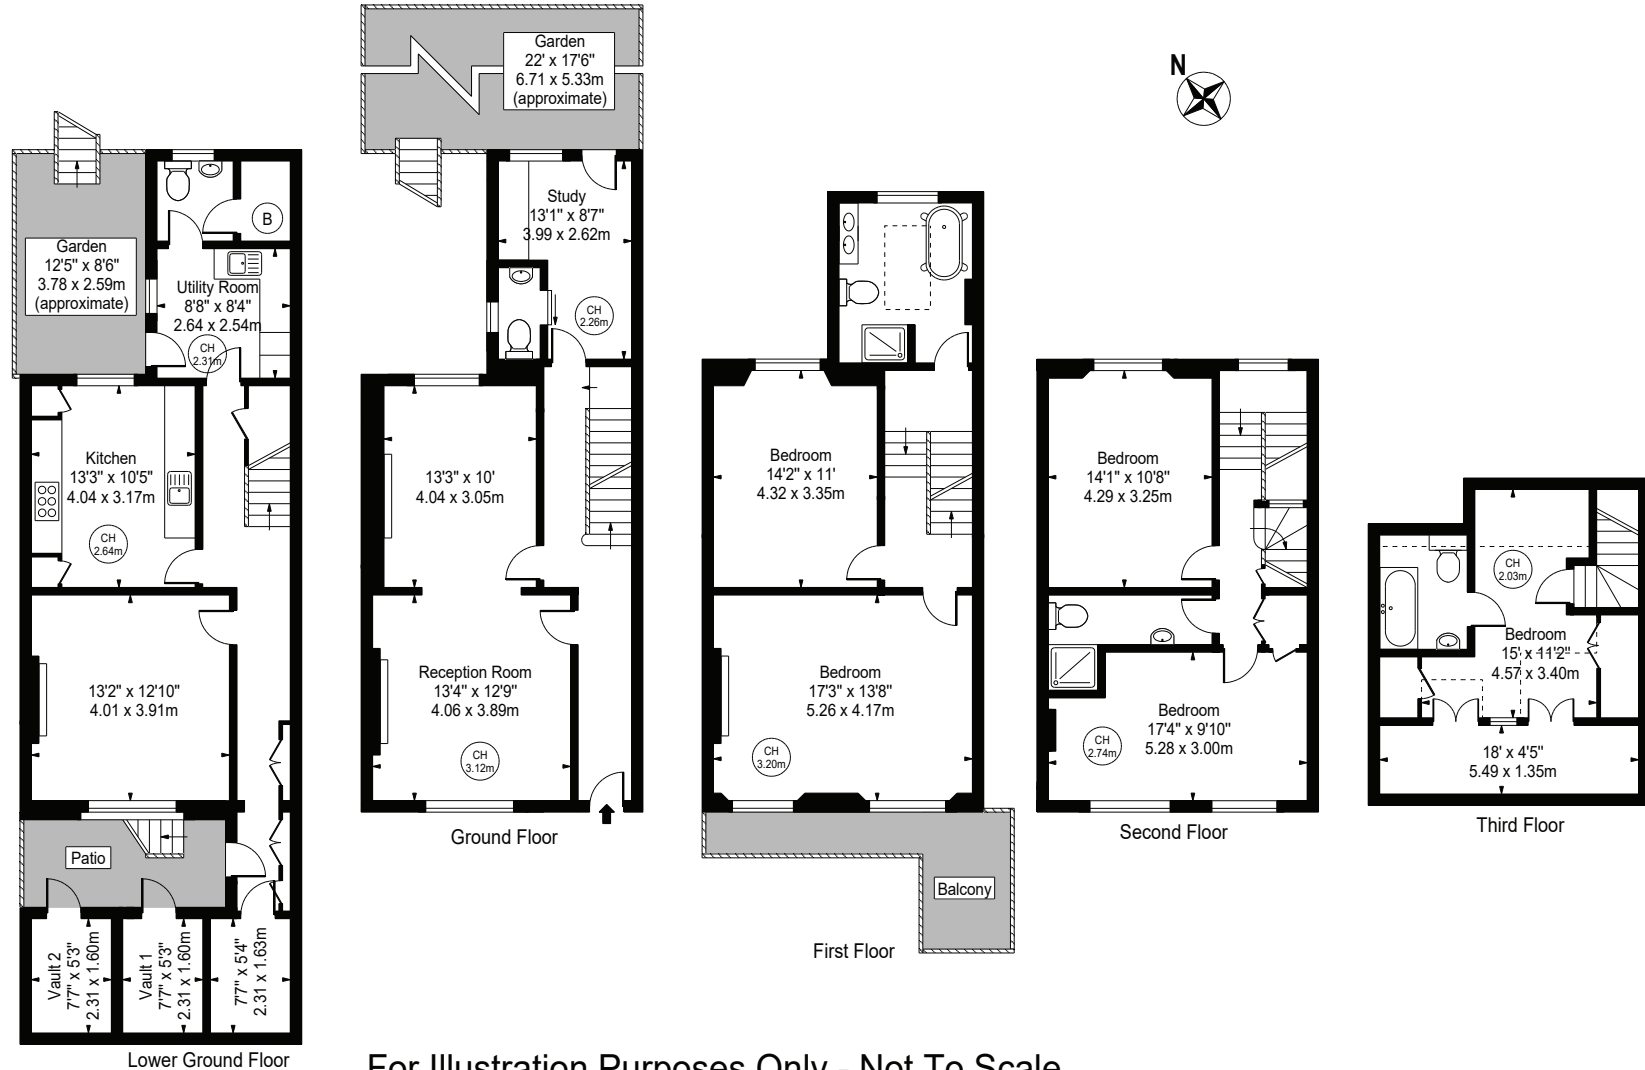 Garden
22' x 17'6"
6.71 x 5.33m
(approximate)
N
Garden
12'5" x 8'6"
3.78 x 2.59m
(approximate)
B
Utility Room
8'8" x 8'4"
2.64 x 2.54m
CH
2.31m
Kitchen
13'3" x 10'5"
4.04 x 3.17m
CH
2.64m
13'2" x 12'10"
4.01 x 3.91m
Patio
Vault 2
7'7" x 5'3"
2.31 x 1.60m
Vault 1
7'7" x 5'3"
2.31 x 1.60m
7'7" x 5'4"
2.31 x 1.63m
Lower Ground Floor
Study
13'1" x 8'7"
3.99 x 2.62m
CH
2.26m
13'3" x 10'
4.04 x 3.05m
Reception Room
13'4" x 12'9"
4.06 x 3.89m
CH
3.12m
Ground Floor
Bedroom
14'2" x 11'
4.32 x 3.35m
Bedroom
17'3" x 13'8"
5.26 x 4.17m
CH
3.20m
Balcony
First Floor
Bedroom
14'1" x 10'8"
4.29 x 3.25m
Bedroom
17'4" x 9'10"
5.28 x 3.00m
CH
2.74m
Second Floor
CH
2.03m
Bedroom
15' x 11'2"
4.57 x 3.40m
18' x 4'5"
5.49 x 1.35m
Third Floor
For Illustration Purposes Only - Not To Scale